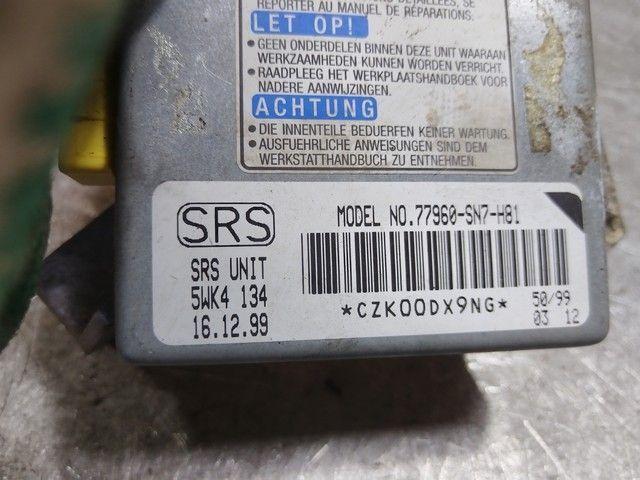 REPORTER AU MANUEL DE RÉPARATIONS.
LET OP!
• GEEN ONDERDELEN BINNEN DEZE UNIT WAARAAN
WERKZAAMHEDEN KUNNEN WORDEN VERRICHT.
• RAADPLEEG HET WERKPLAATSHANDBOEK VOOR
NADERE AANWIJZINGEN.
ACHTUNG
• DIE INNENTEILE BEDUERFEN KEINER WARTUNG.
• AUSFUEHRLICHE ANWEISUNGEN SIND DEM
WERKSTATTHANDBUCH ZU ENTNEHMEN.
SRS
MODEL NO.77960-SN7-H81
SRS UNIT
5WK4 134
16.12.99
*CZK00DX9NG*
50/99
03 12